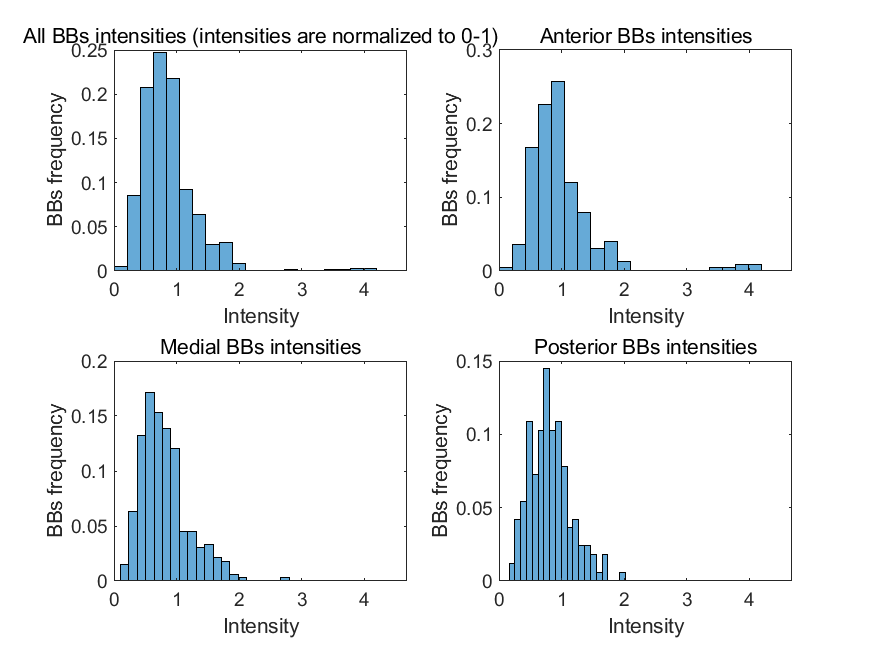 All BBs intensities (intensities are normalized to 0-1)
0.25
0.2
0.15
0.1
0.05
0
BBs frequency
0 1 2 3 4
Intensity
Anterior BBs intensities
0.3
0.2
0.1
0
BBs frequency
0 1 2 3 4
Intensity
Medial BBs intensities
0.2
0.15
0.1
0.05
0
BBs frequency
0 1 2 3 4
Intensity
Posterior BBs intensities
0.15
0.1
0.05
0
BBs frequency
0 1 2 3 4
Intensity